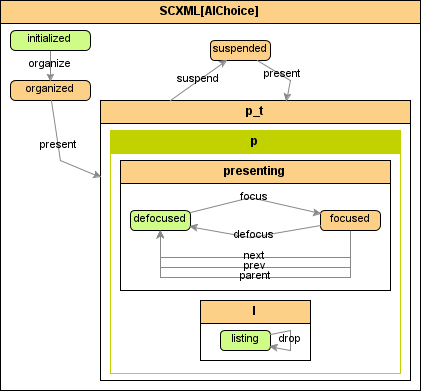 SCXML[AIChoice]
initialized
suspended
organize
suspend
present
organized
p_t
present
p
presenting
focus
defocused
focused
defocus
next
prev
parent
l
listing
drop